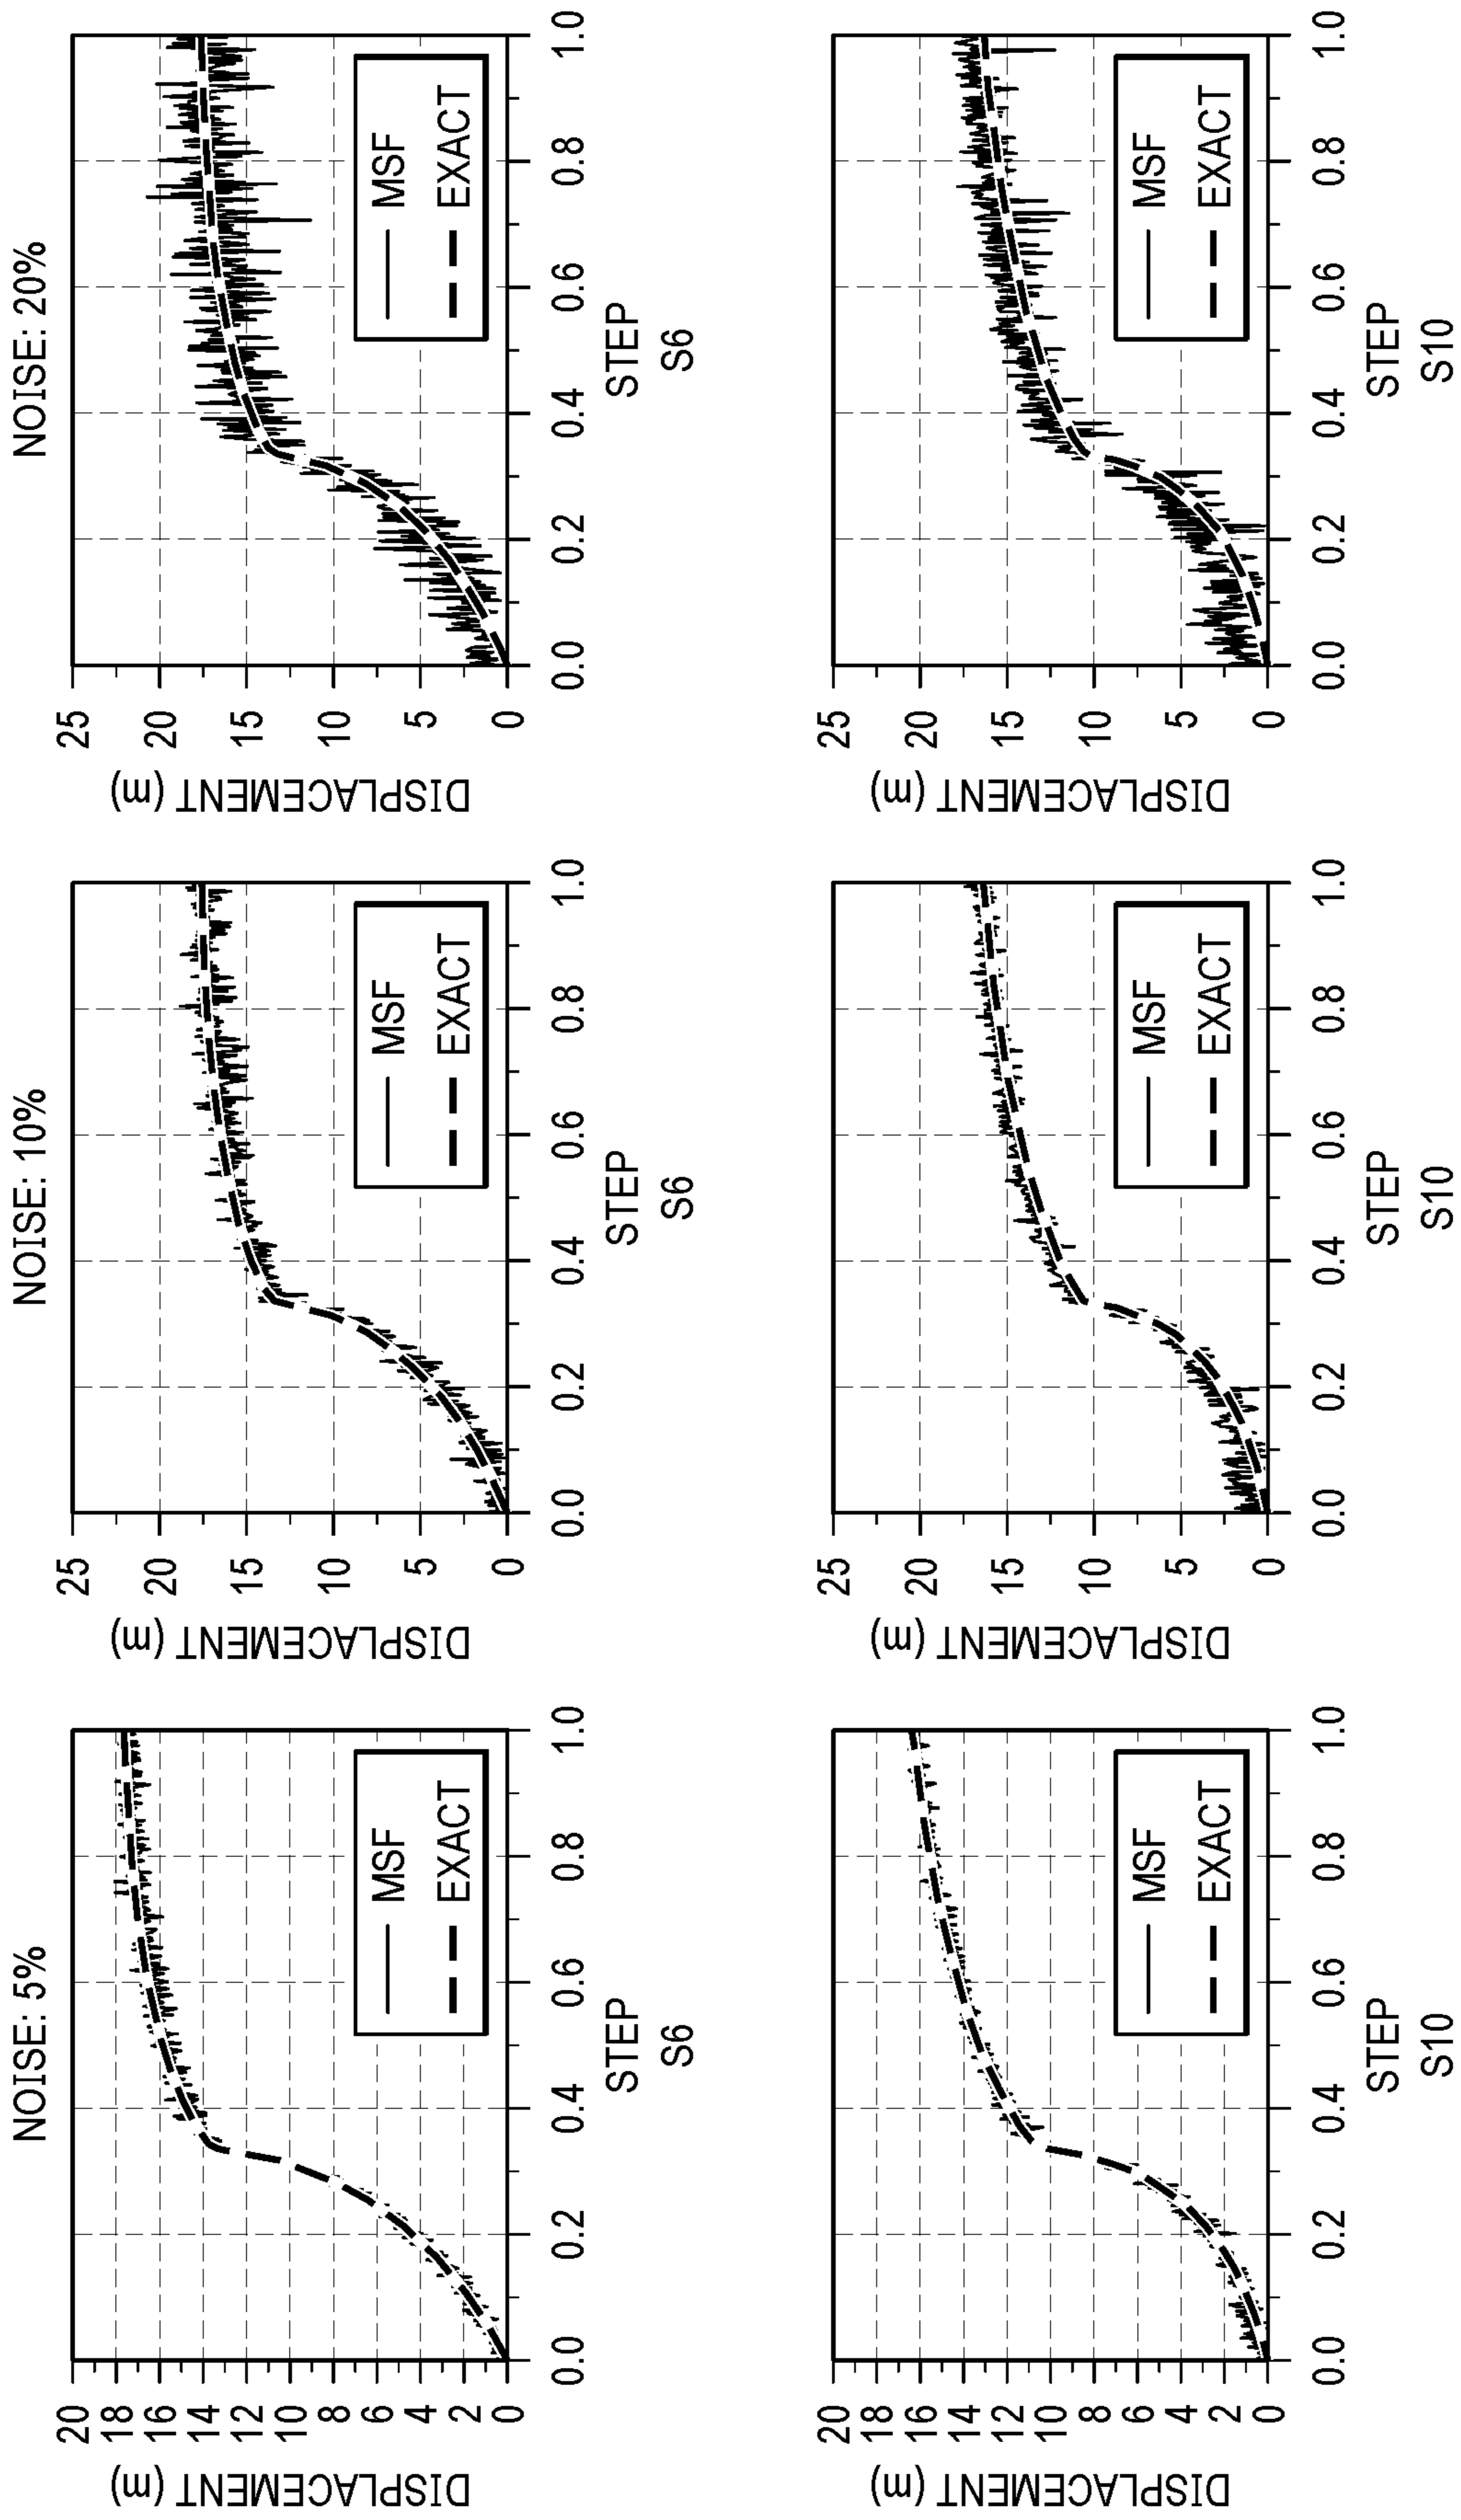 NOISE: 5%
DISPLACEMENT (m)
20
18
16
14
12
10
8
6
4
2
0
MSF
EXACT
0.0 0.2 0.4 0.6 0.8 1.0
STEP
S6
NOISE: 10%
DISPLACEMENT (m)
25
20
15
10
5
0
MSF
EXACT
0.0 0.2 0.4 0.6 0.8 1.0
STEP
S6
NOISE: 20%
DISPLACEMENT (m)
25
20
15
10
5
0
MSF
EXACT
0.0 0.2 0.4 0.6 0.8 1.0
STEP
S6
DISPLACEMENT (m)
20
18
16
14
12
10
8
6
4
2
0
MSF
EXACT
0.0 0.2 0.4 0.6 0.8 1.0
STEP
S10
DISPLACEMENT (m)
25
20
15
10
5
0
MSF
EXACT
0.0 0.2 0.4 0.6 0.8 1.0
STEP
S10
DISPLACEMENT (m)
25
20
15
10
5
0
MSF
EXACT
0.0 0.2 0.4 0.6 0.8 1.0
STEP
S10